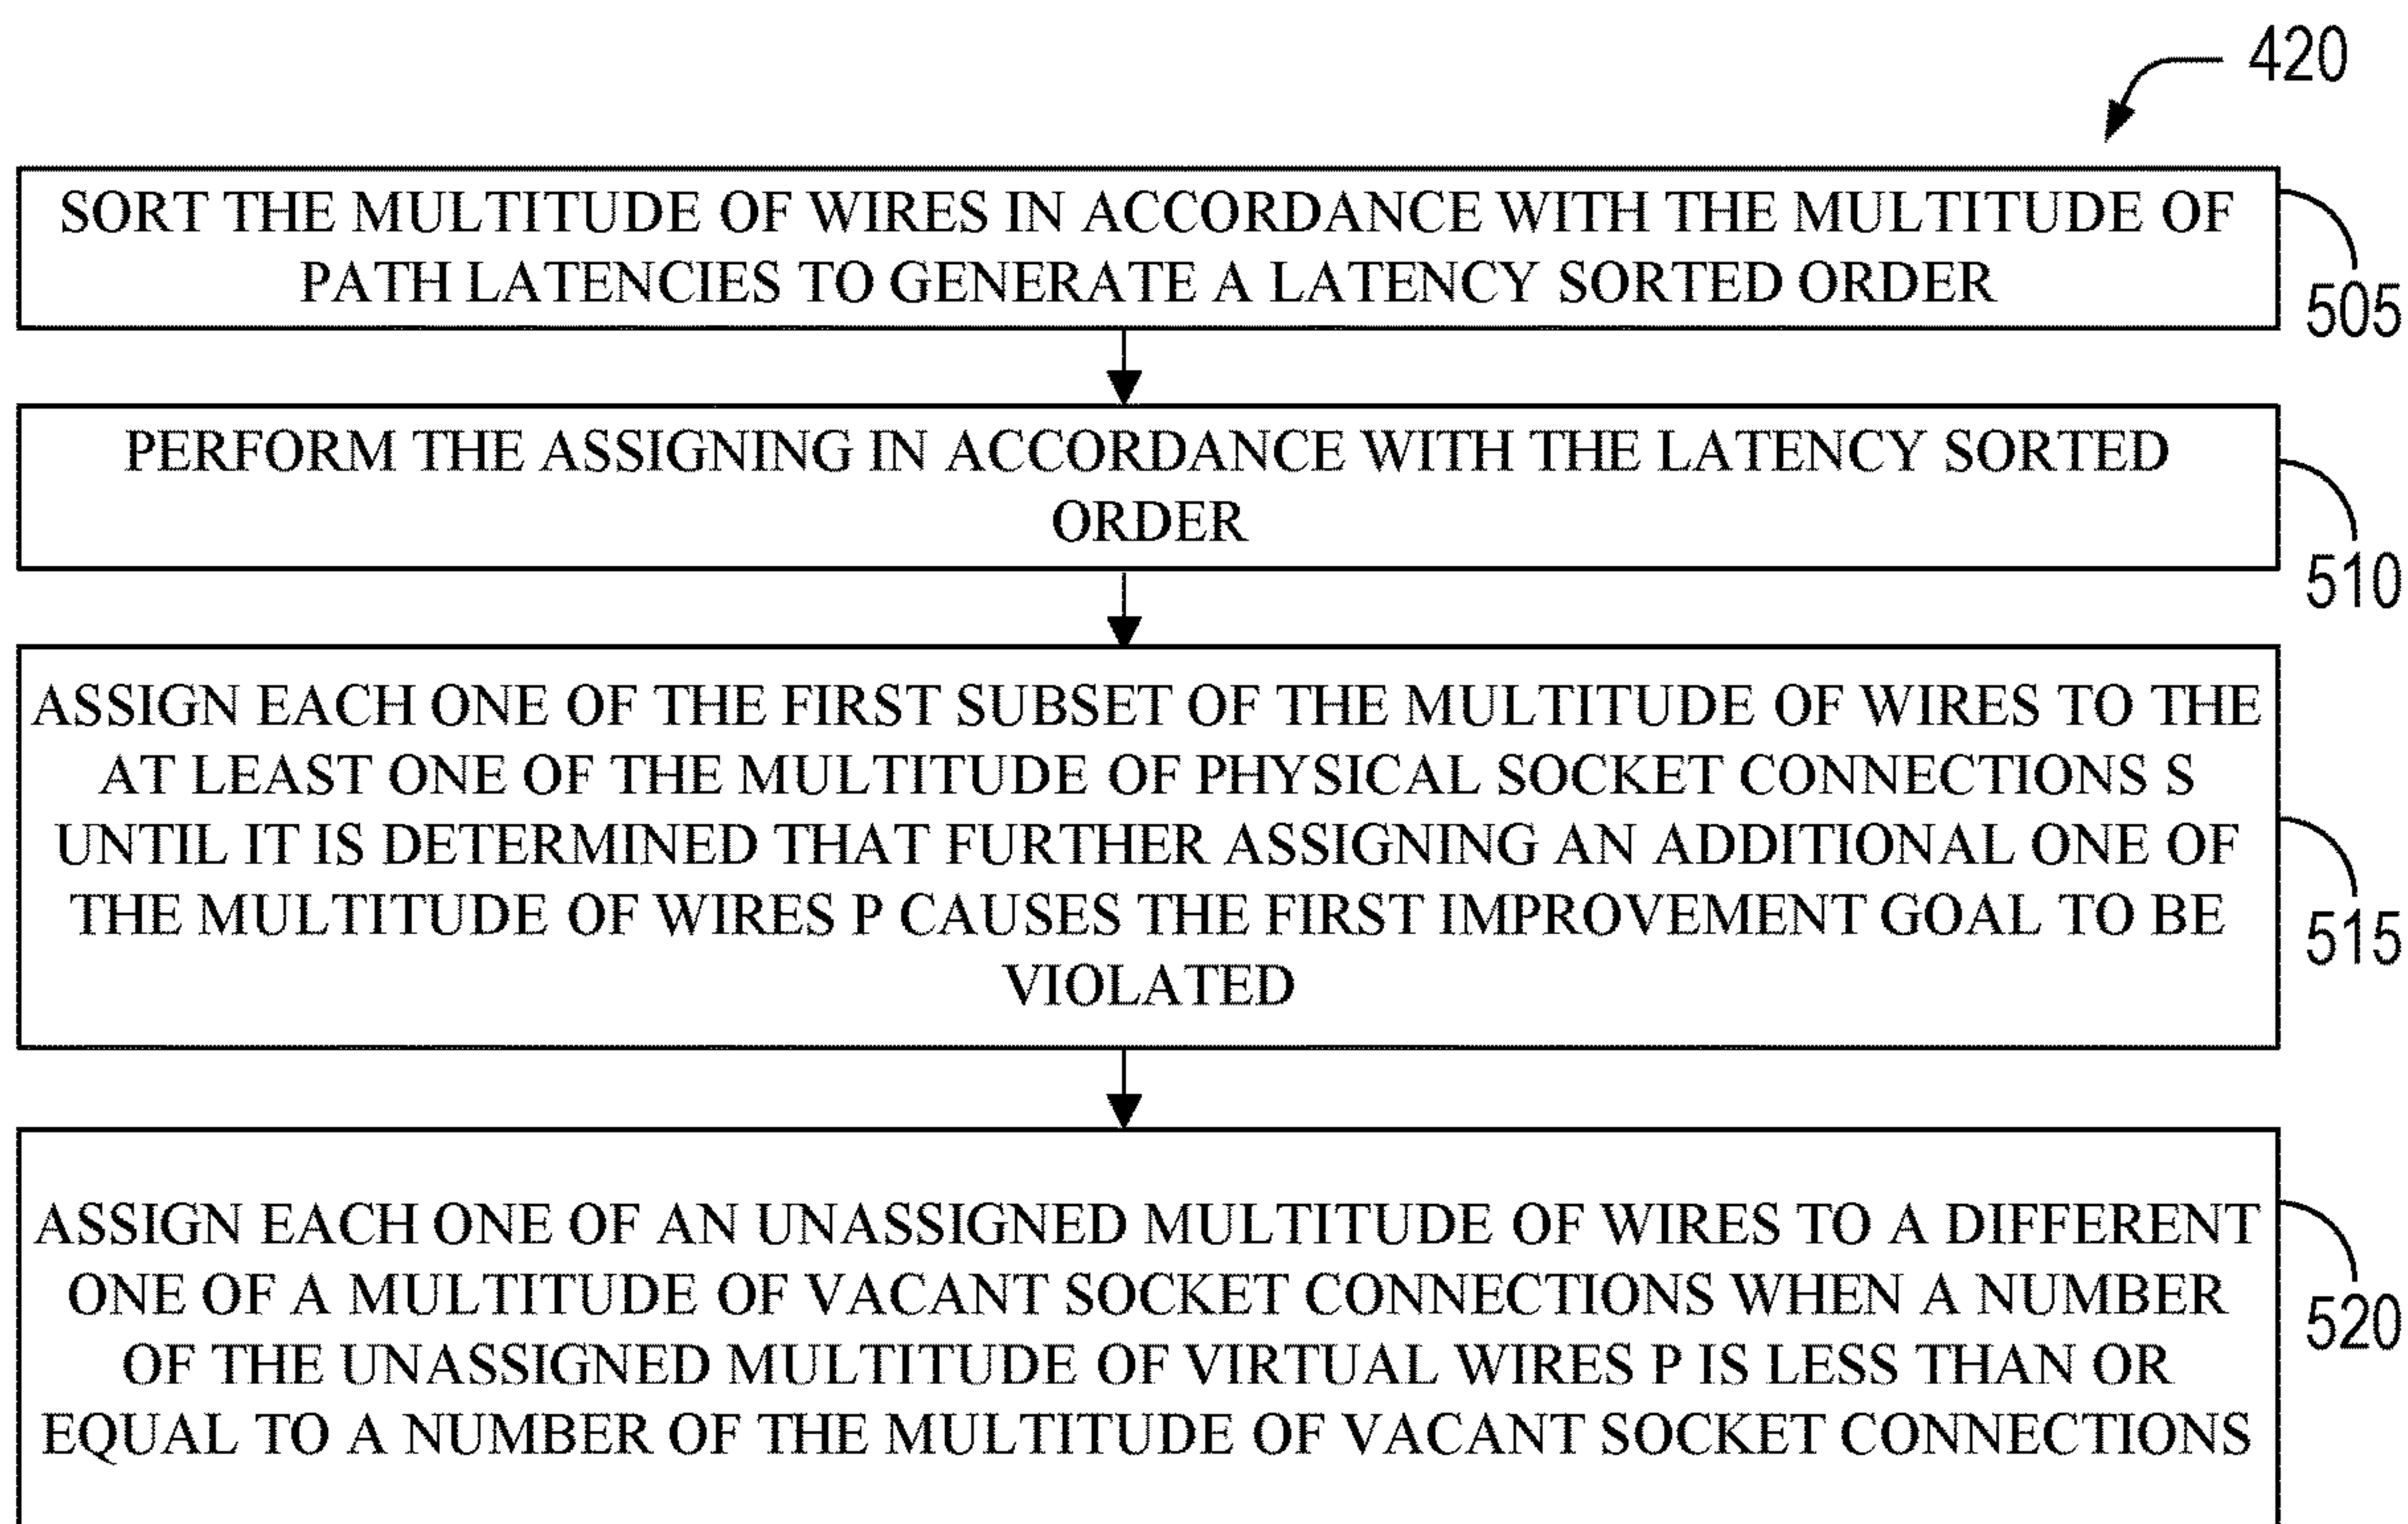 420
SORT THE MULTITUDE OF WIRES IN ACCORDANCE WITH THE MULTITUDE OF
PATH LATENCIES TO GENERATE A LATENCY SORTED ORDER
505
PERFORM THE ASSIGNING IN ACCORDANCE WITH THE LATENCY SORTED
ORDER
510
ASSIGN EACH ONE OF THE FIRST SUBSET OF THE MULTITUDE OF WIRES TO THE
AT LEAST ONE OF THE MULTITUDE OF PHYSICAL SOCKET CONNECTIONS S
UNTIL IT IS DETERMINED THAT FURTHER ASSIGNING AN ADDITIONAL ONE OF
THE MULTITUDE OF WIRES P CAUSES THE FIRST IMPROVEMENT GOAL TO BE
VIOLATED
515
ASSIGN EACH ONE OF AN UNASSIGNED MULTITUDE OF WIRES TO A DIFFERENT
ONE OF A MULTITUDE OF VACANT SOCKET CONNECTIONS WHEN A NUMBER
OF THE UNASSIGNED MULTITUDE OF VIRTUAL WIRES P IS LESS THAN OR
EQUAL TO A NUMBER OF THE MULTITUDE OF VACANT SOCKET CONNECTIONS
520